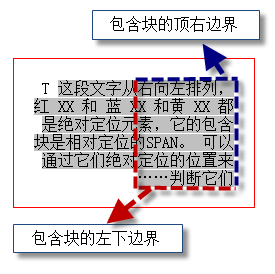 包含块的顶右边界
T 这段文字从右向左排列，
红 XX 和 蓝 XX 和黄 XX 都
是绝对定位元素，它的包含
块是相对定位的SPAN。 可以
通过它们绝对定位的位置来
……判断它们
包含块的左下边界